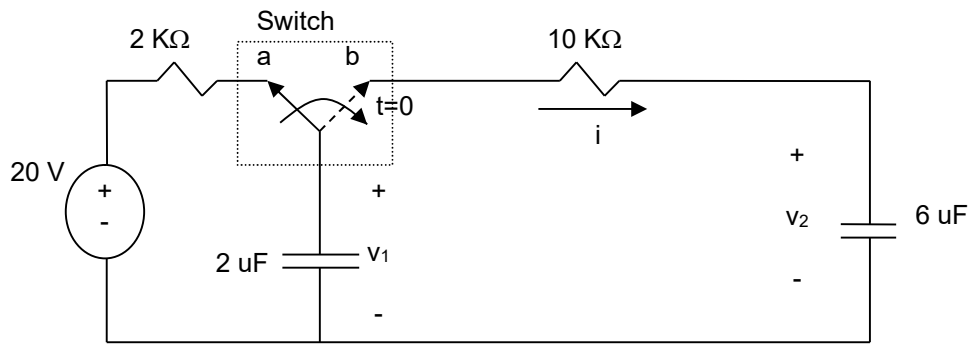 Switch
2 KΩ
a
b
10 KΩ
t=0
i
20 V
+
-
+
v1
-
2 uF
+
v2
-
6 uF